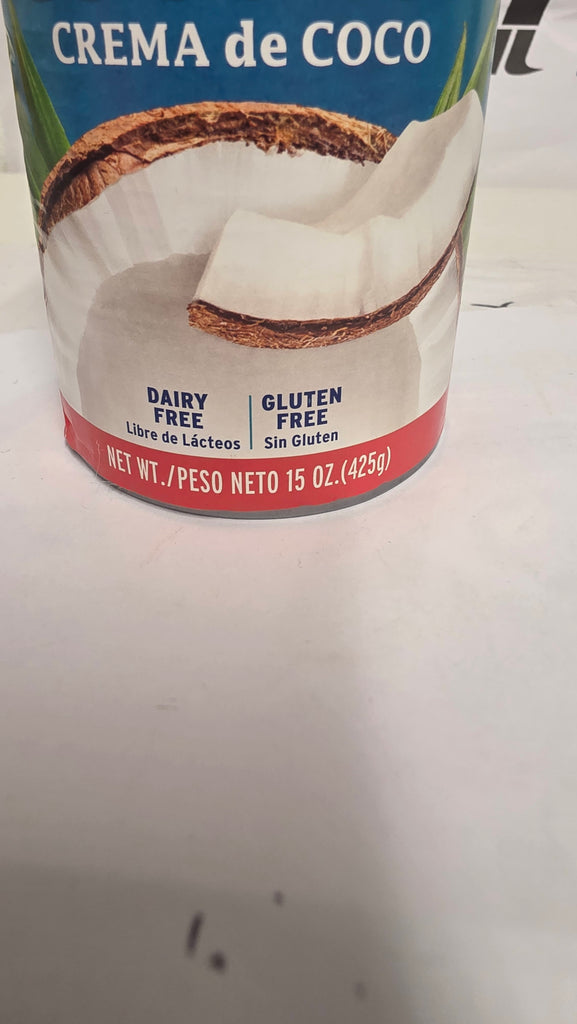 CREMA de COCO
DAIRY
FREE
Libre de Lácteos
GLUTEN
FREE
Sin Gluten
NET WT./PESO NETO 15 OZ.(425g)